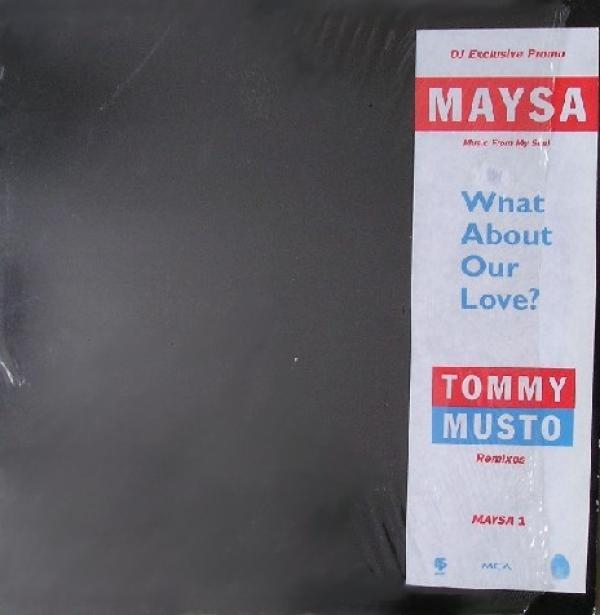 DJ Exclusive Promo
MAYSA
Music From My Soul
What
About
Our
Love?
TOMMY
MUSTO
Remixes
MAYSA 1
MCA